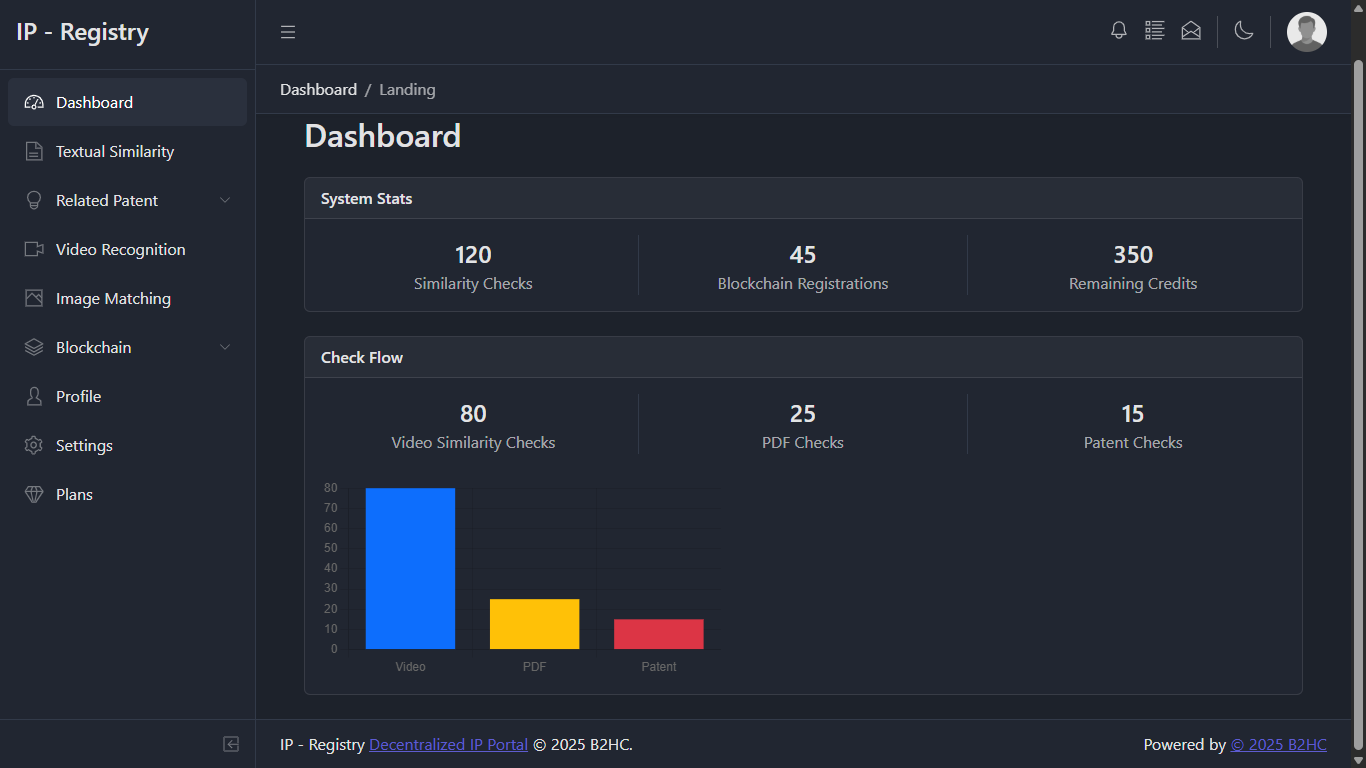 IP - Registry
Dashboard
Textual Similarity
Related Patent
Video Recognition
Image Matching
Blockchain
Profile
Settings
Plans
Dashboard / Landing
Dashboard
System Stats
120
Similarity Checks
45
Blockchain Registrations
350
Remaining Credits
Check Flow
80
Video Similarity Checks
25
PDF Checks
15
Patent Checks
80
70
60
50
40
30
20
10
0
Video
PDF
Patent
IP - Registry Decentralized IP Portal © 2025 B2HC.
Powered by © 2025 B2HC